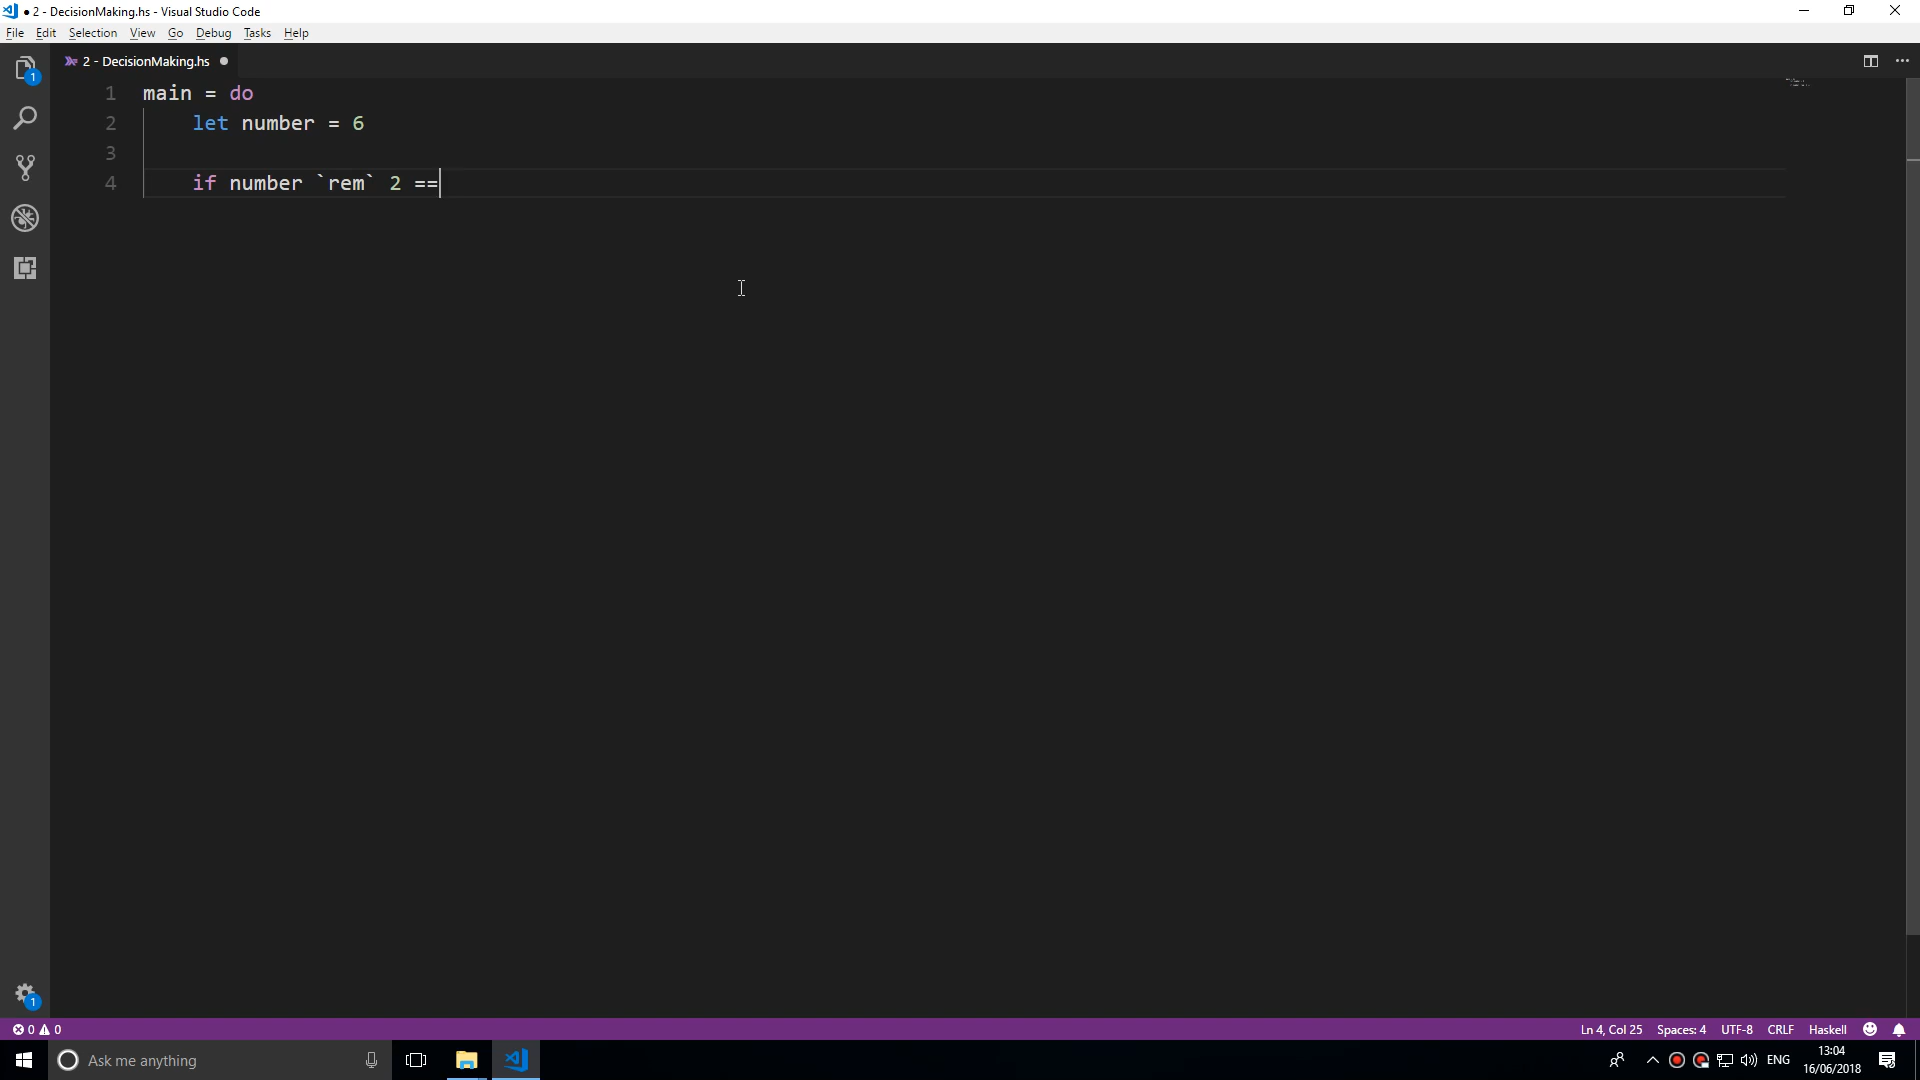 ● 2 - DecisionMaking.hs - Visual Studio Code
File Edit Selection View Go Debug Tasks Help
1
2 - DecisionMaking.hs ●
1 main = do
2 let number = 6
3
4 if number `rem` 2 ==
1
0 0
Ln 4, Col 25 Spaces: 4 UTF-8 CRLF Haskell
Ask me anything
ENG
13:04
16/06/2018